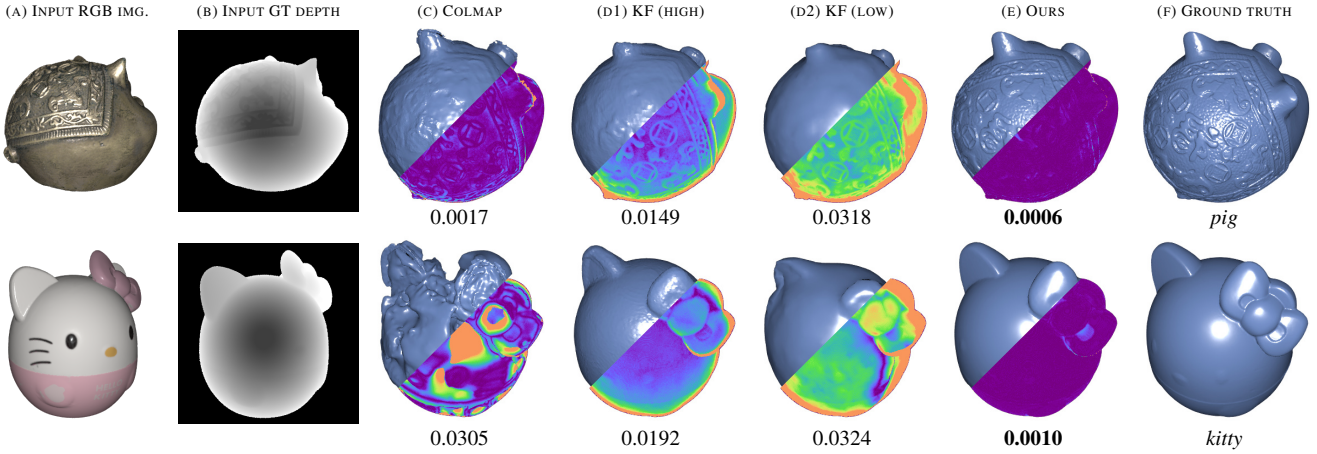 (A) INPUT RGB IMG. (B) INPUT GT DEPTH (C) COLMAP (D1) KF (HIGH) (D2) KF (LOW) (E) OURS (F) GROUND TRUTH
0.0017 0.0149 0.0318 0.0006 pig
0.0305 0.0192 0.0324 0.0010 kitty